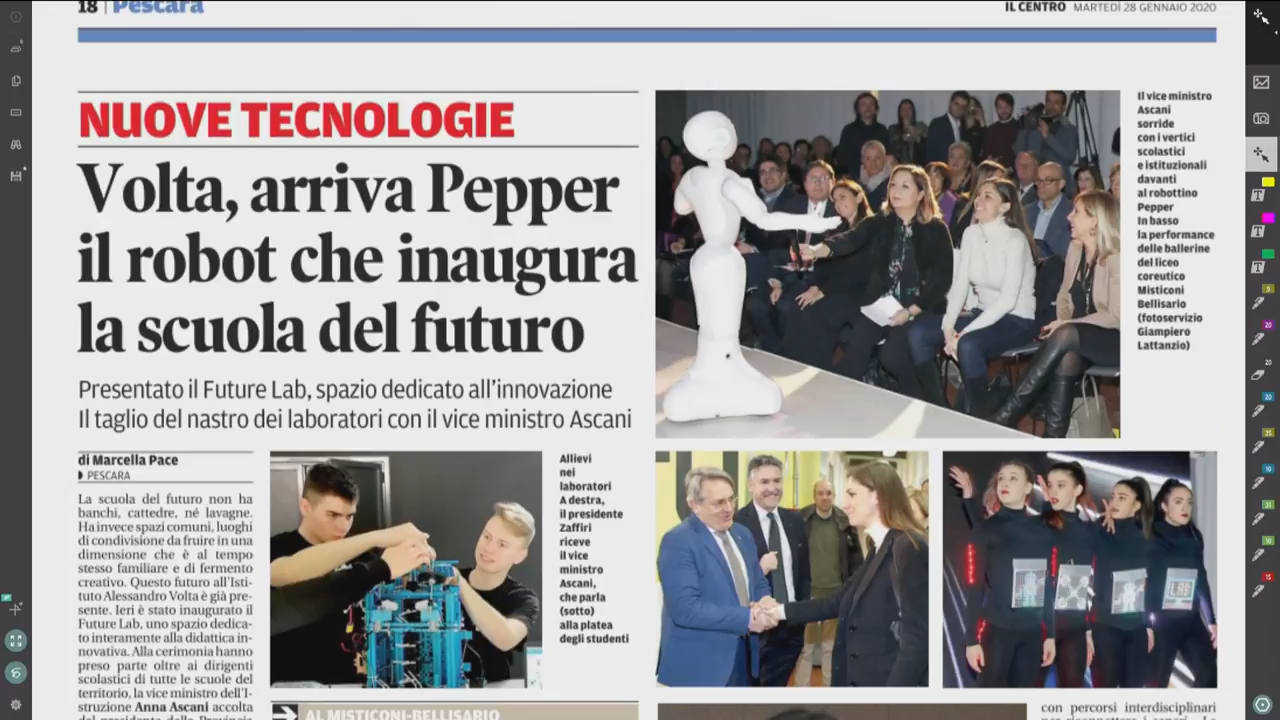 18 | Pescara
IL CENTRO MARTEDÌ 28 GENNAIO 2020
NUOVE TECNOLOGIE
Volta, arriva Pepper
il robot che inaugura
la scuola del futuro
Presentato il Future Lab, spazio dedicato all'innovazione
Il taglio del nastro dei laboratori con il vice ministro Ascani
Il vice ministro
Ascani
sorride
con i vertici
scolastici
e istituzionali
davanti
al robottino
Pepper
In basso
la performance
delle ballerine
del liceo
coreutico
Misticoni
Bellisario
(fotoservizio
Giampiero
Lattanzio)
di Marcella Pace
PESCARA
La scuola del futuro non ha
banchi, cattedre, né lavagne.
Ha invece spazi comuni, luoghi
di condivisione da fruire in una
dimensione che è al tempo
stesso familiare e di fermento
creativo. Questo futuro all'Isti-
tuto Alessandro Volta è già pre-
sente. Ieri è stato inaugurato il
Future Lab, uno spazio dedica-
to interamente alla didattica in-
novativa. Alla cerimonia hanno
preso parte oltre ai dirigenti
scolastici di tutte le scuole del
territorio, la vice ministro dell'I-
struzione Anna Ascani accolta
dal presidente della Provincia
Allievi
nei
laboratori
A destra,
il presidente
Zaffiri
riceve
il vice
ministro
Ascani,
che parla
(sotto)
alla platea
degli studenti
LAB
AL MISTICONI-BELLISARIO
con percorsi interdisciplinari